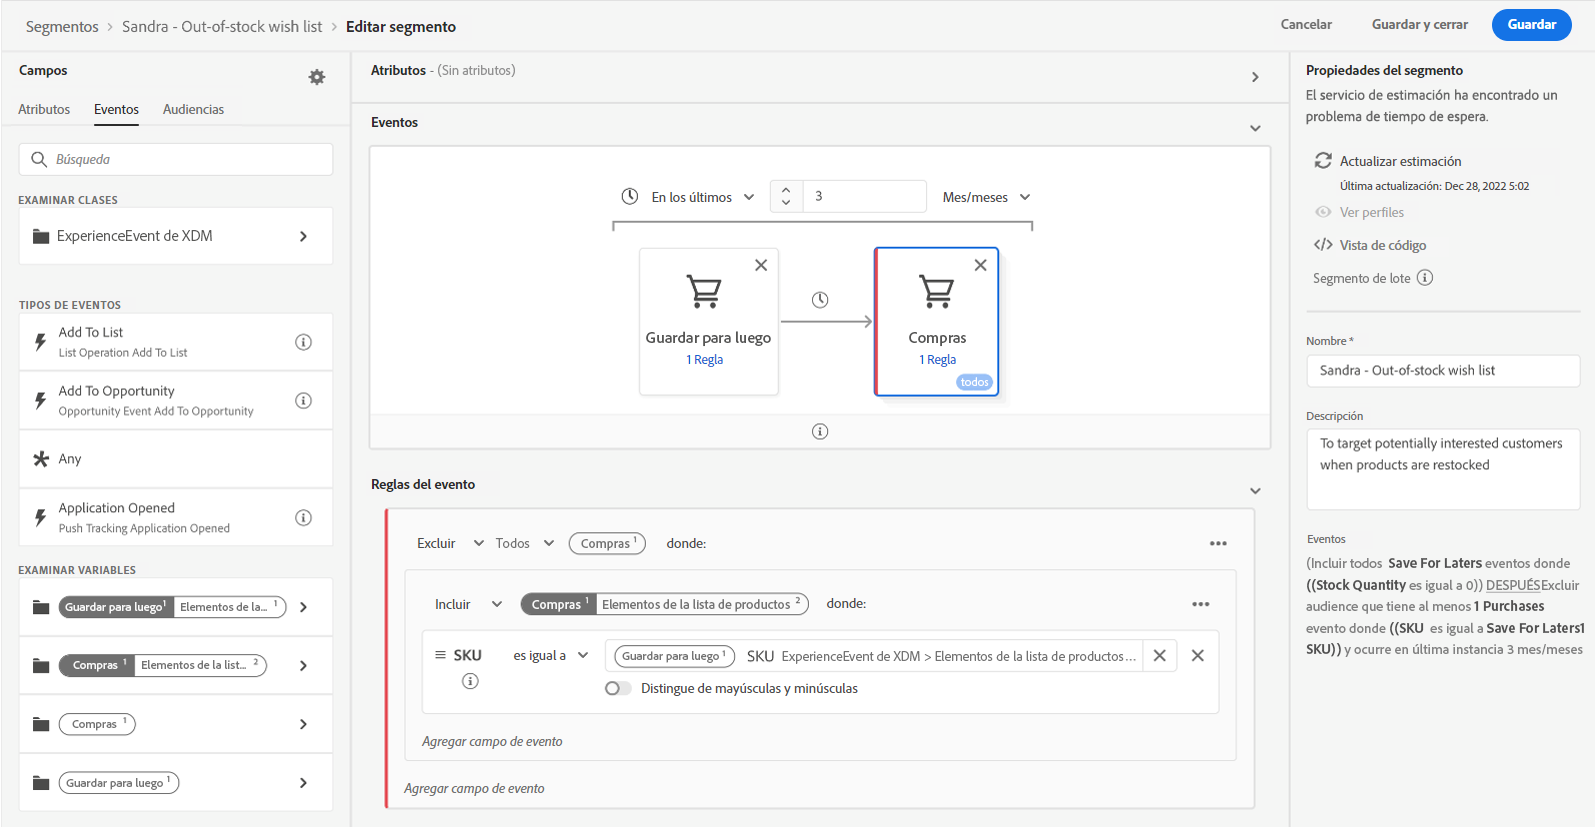 Segmentos > Sandra - Out-of-stock wish list > Editar segmento
Cancelar
Guardar y cerrar
Guardar
Campos
Atributos
Eventos
Audiencias
Búsqueda
EXAMINAR CLASES
ExperienceEvent de XDM
TIPOS DE EVENTOS
Add To List
List Operation Add To List
Add To Opportunity
Opportunity Event Add To Opportunity
Any
Application Opened
Push Tracking Application Opened
EXAMINAR VARIABLES
Guardar para luego 1 Elementos de la... 1
Compras 1 Elementos de la list... 2
Compras 1
Guardar para luego 1
Atributos - (Sin atributos)
Eventos
En los últimos 3 Mes/meses
Guardar para luego
1 Regla
Compras
1 Regla
todos
Reglas del evento
Excluir Todos Compras 1 donde:
Incluir Compras 1 Elementos de la lista de productos 2 donde:
SKU es igual a Guardar para luego 1 SKU ExperienceEvent de XDM > Elementos de la lista de productos...
Distingue de mayúsculas y minúsculas
Agregar campo de evento
Agregar campo de evento
Propiedades del segmento
El servicio de estimación ha encontrado un
problema de tiempo de espera.
Actualizar estimación
Última actualización: Dec 28, 2022 5:02
Ver perfiles
Vista de código
Segmento de lote
Nombre *
Sandra - Out-of-stock wish list
Descripción
To target potentially interested customers
when products are restocked
Eventos
(Incluir todos Save For Laters eventos donde
((Stock Quantity es igual a 0)) DESPUÉSExcluir
audience que tiene al menos 1 Purchases
evento donde ((SKU es igual a Save For Laters1
SKU)) y ocurre en última instancia 3 mes/meses